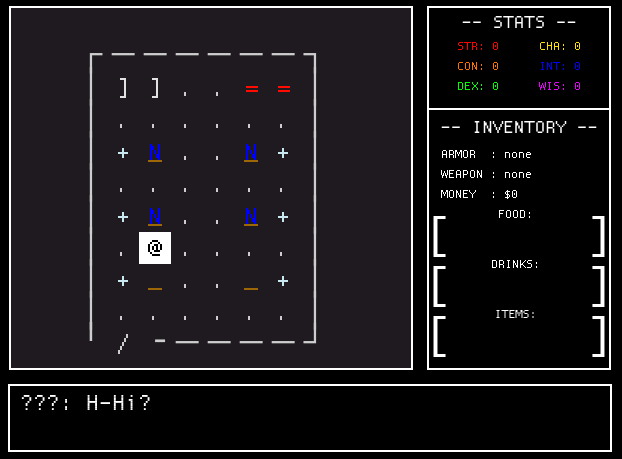 -- STATS --
STR: 0 CHA: 0
CON: 0 INT: 0
DEX: 0 WIS: 0
] ] . . = =
. . . . . .
+ N . . N +
. . . . . .
+ N . . N +
. @ . . . .
+ _ . . _ +
. . . . . .
/
-- INVENTORY --
ARMOR : none
WEAPON : none
MONEY : $0
FOOD:
[ ]
DRINKS:
[ ]
ITEMS:
[ ]
???: H-Hi?